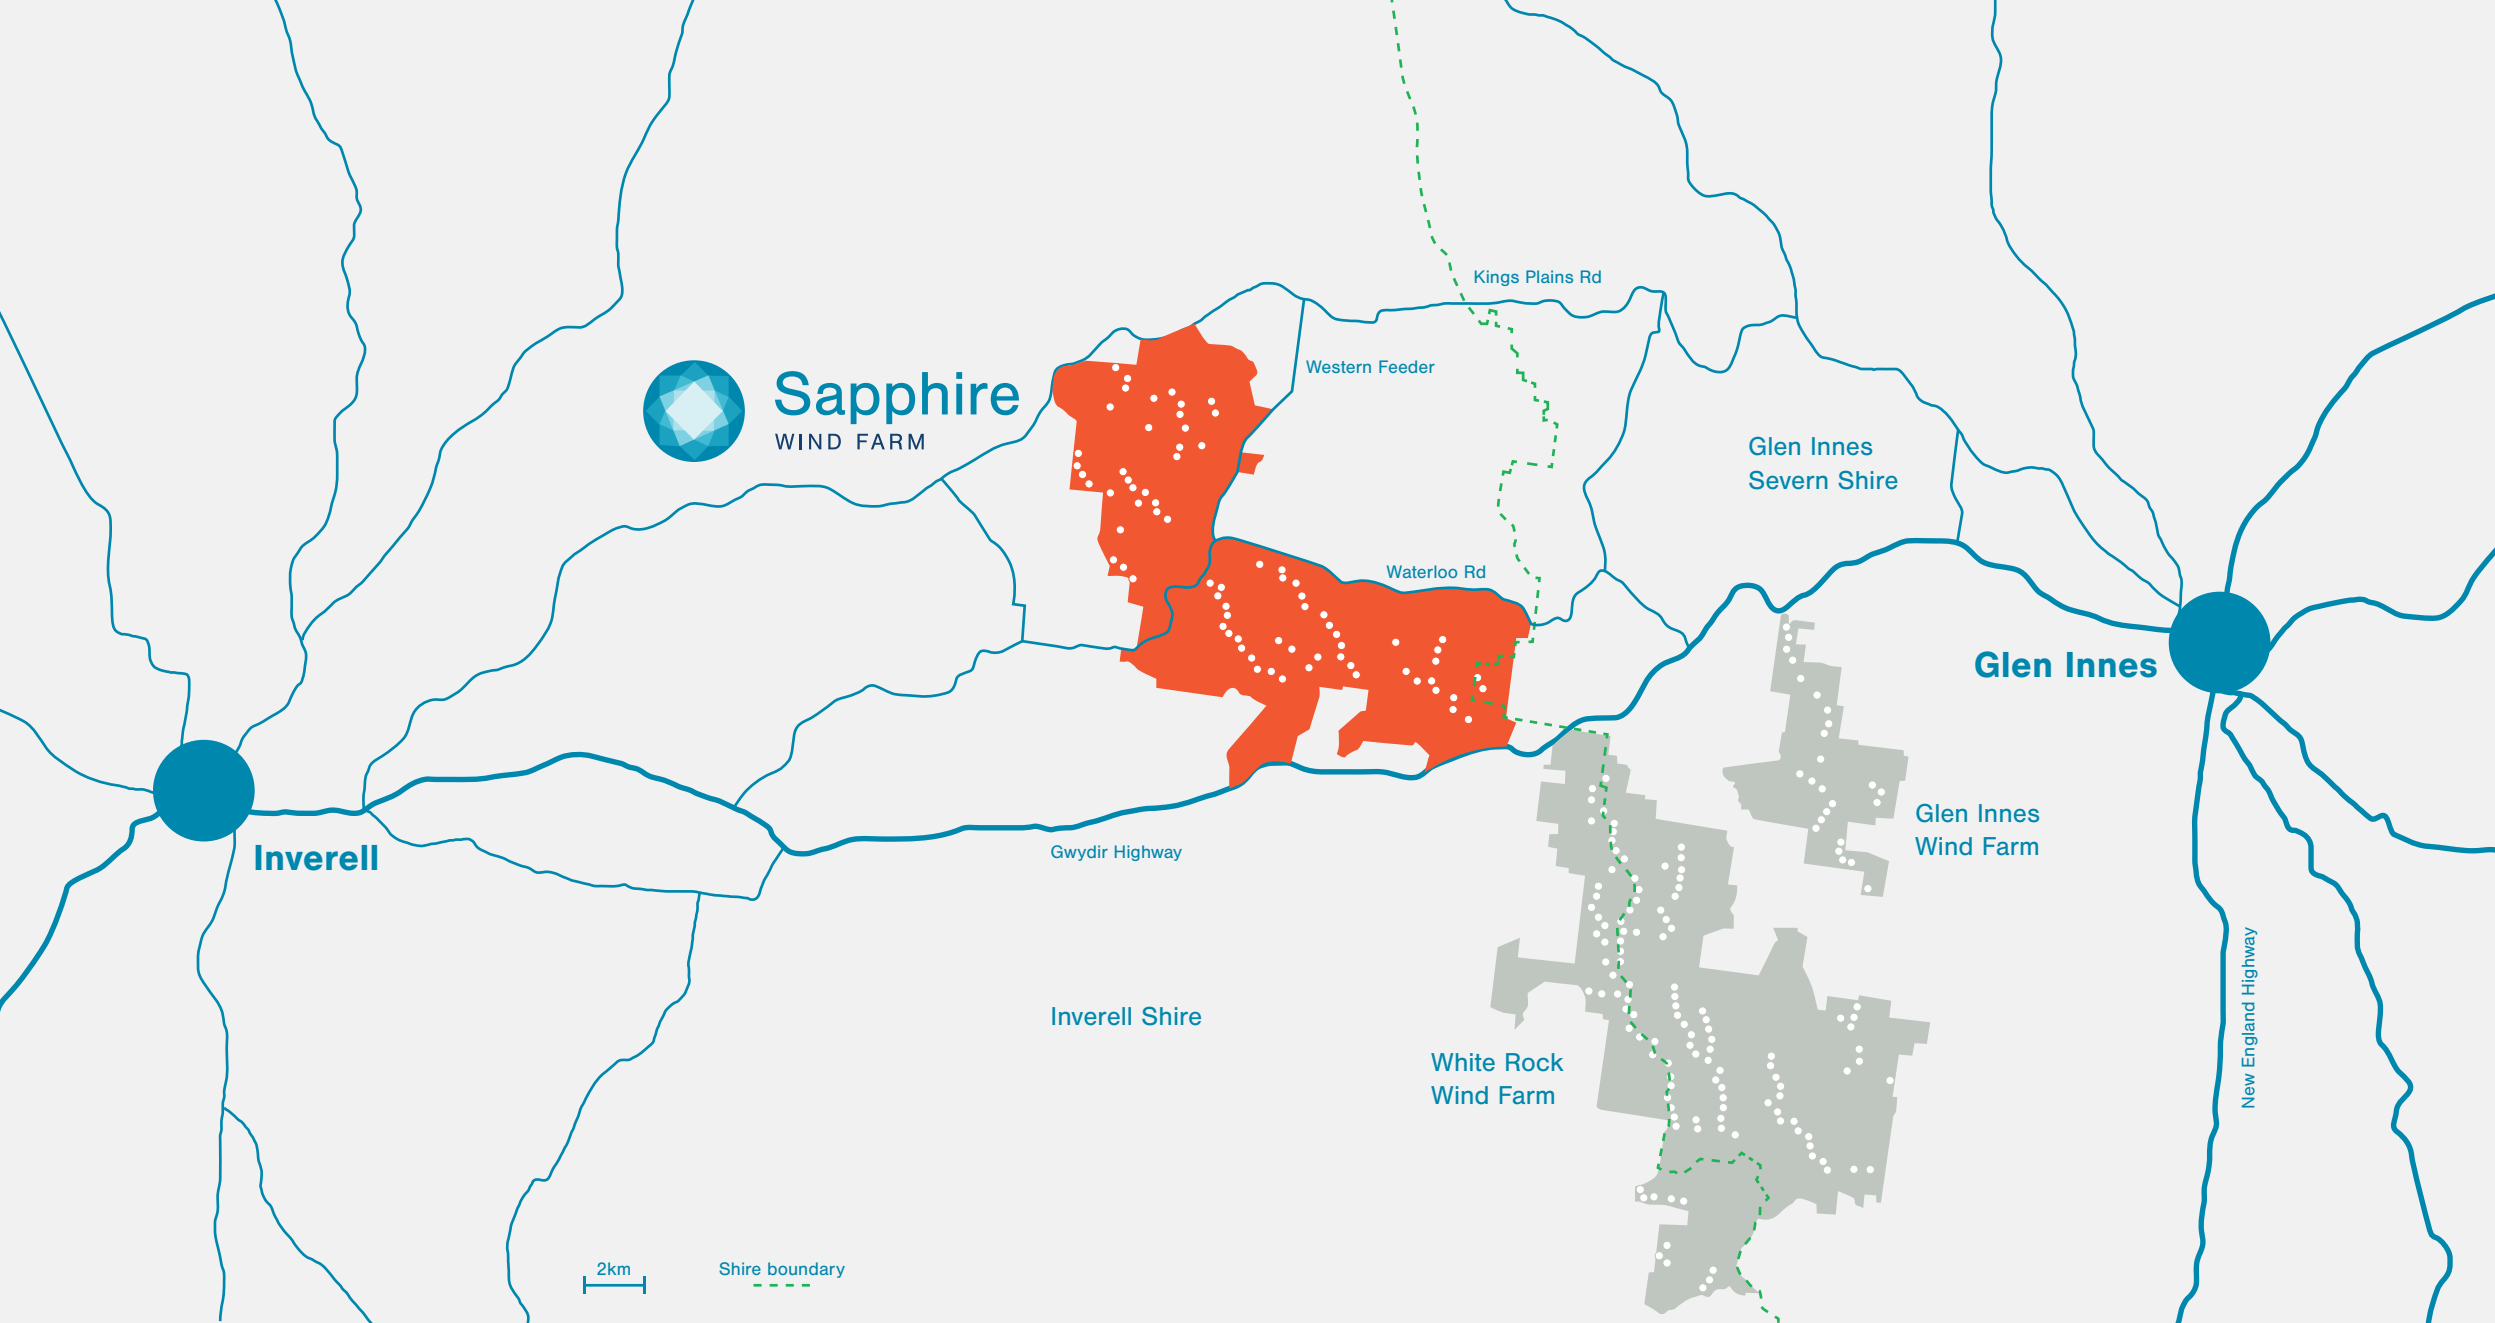 Kings Plains Rd
Western Feeder
Sapphire
WIND FARM
Glen Innes
Severn Shire
Waterloo Rd
Glen Innes
Glen Innes
Wind Farm
Inverell
Gwydir Highway
New England Highway
Inverell Shire
White Rock
Wind Farm
2km
Shire boundary